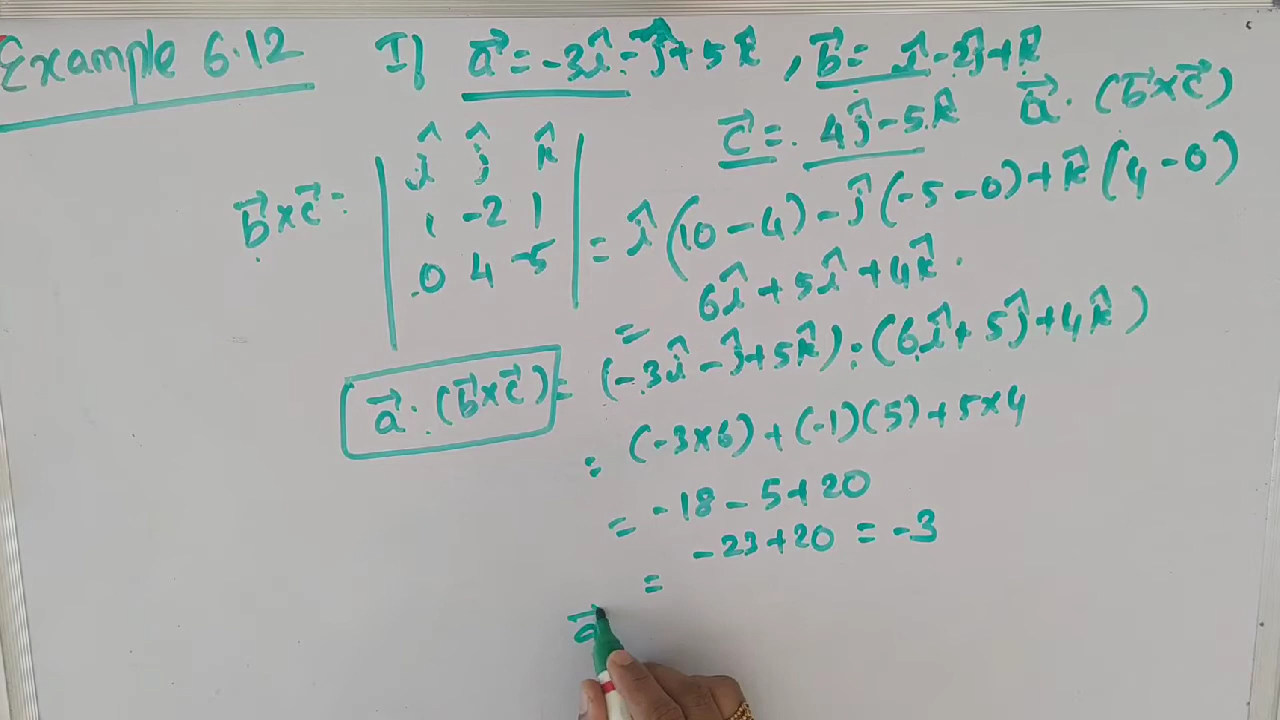 Example 6.12 If a⃗ = -3î - ĵ + 5k̂, b⃗ = î - 2ĵ + k̂
c⃗ = 4ĵ - 5k̂ a⃗ · (b⃗ × c⃗)
î ĵ k̂
b⃗ × c⃗ = 1 -2 1 = î(10 - 4) - ĵ(-5 - 0) + k̂(4 - 0)
0 4 -5
= 6î + 5î + 4k̂.
a⃗ · (b⃗ × c⃗) = (-3î - ĵ + 5k̂) · (6î + 5ĵ + 4k̂)
= (-3×6) + (-1)(5) + 5×4
= -18 - 5 + 20
= -23 + 20 = -3
a⃗